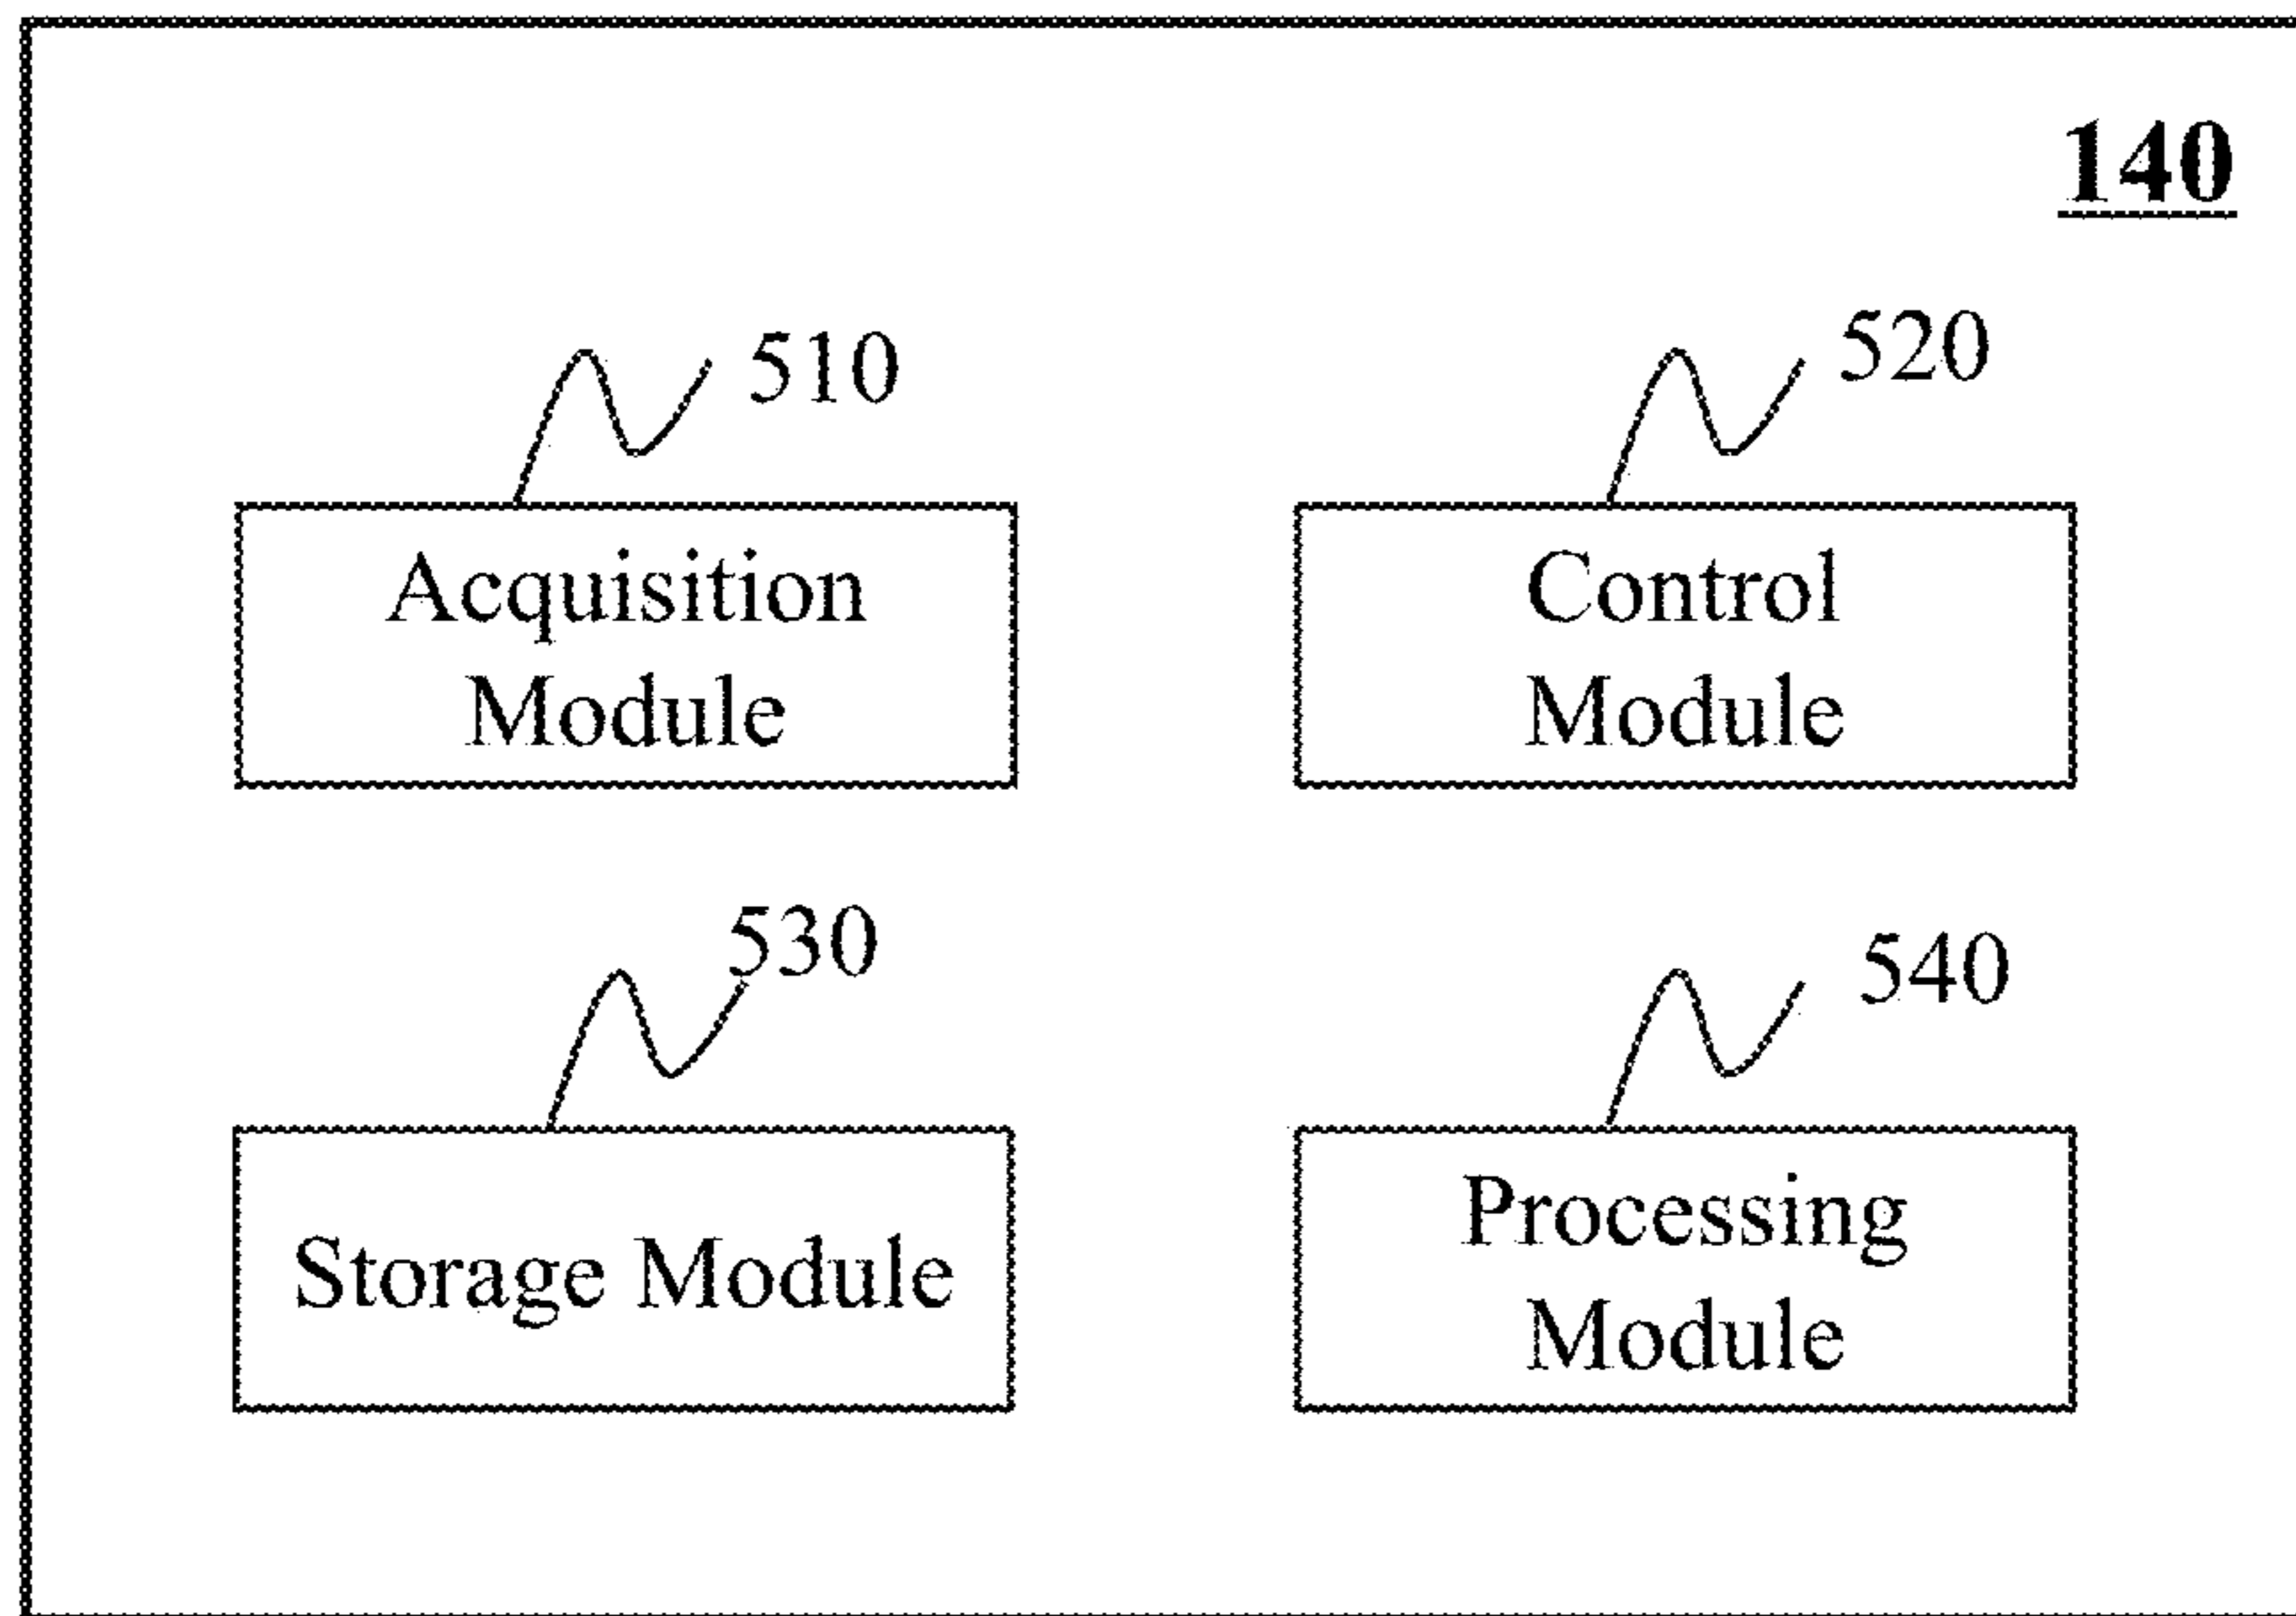 140
510
520
Acquisition
Module
Control
Module
530
540
Storage Module
Processing
Module